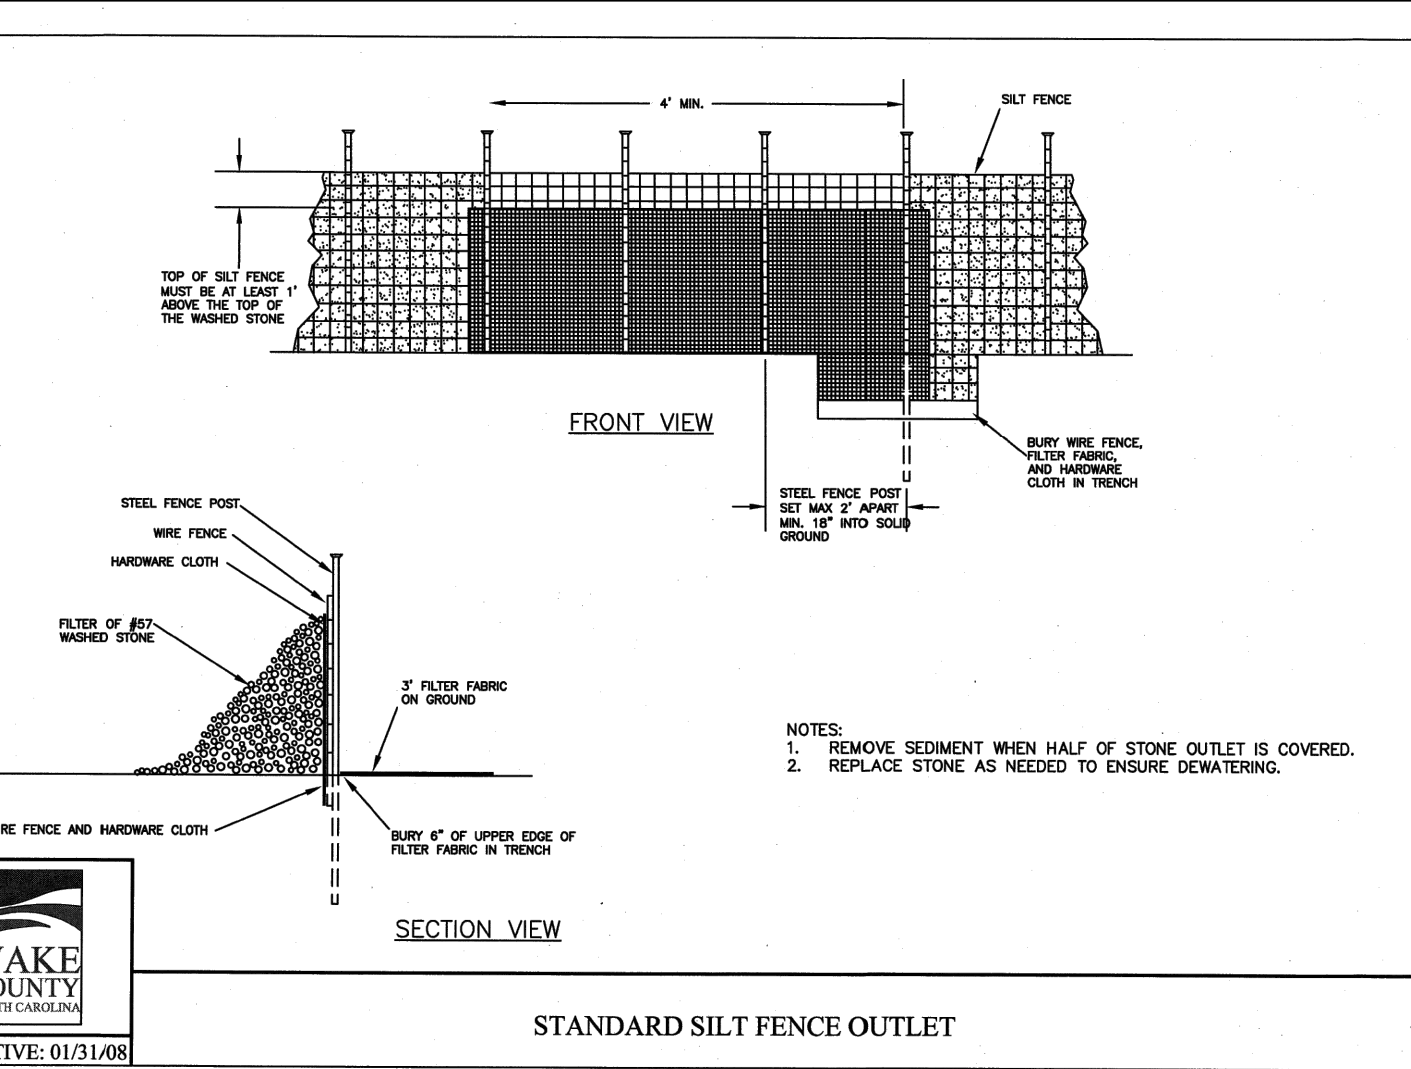 4' MIN.
SILT FENCE
TOP OF SILT FENCE
MUST BE AT LEAST 1'
ABOVE THE TOP OF
THE WASHED STONE
FRONT VIEW
BURY WIRE FENCE,
FILTER FABRIC,
AND HARDWARE
CLOTH IN TRENCH
STEEL FENCE POST
SET MAX 2' APART
MIN. 18" INTO SOLID
GROUND
STEEL FENCE POST
WIRE FENCE
HARDWARE CLOTH
FILTER OF #57
WASHED STONE
3' FILTER FABRIC
ON GROUND
NOTES:
1. REMOVE SEDIMENT WHEN HALF OF STONE OUTLET IS COVERED.
2. REPLACE STONE AS NEEDED TO ENSURE DEWATERING.
RE FENCE AND HARDWARE CLOTH
BURY 6" OF UPPER EDGE OF
FILTER FABRIC IN TRENCH
SECTION VIEW
AKE
OUNTY
TH CAROLINA
STANDARD SILT FENCE OUTLET
TIVE: 01/31/08